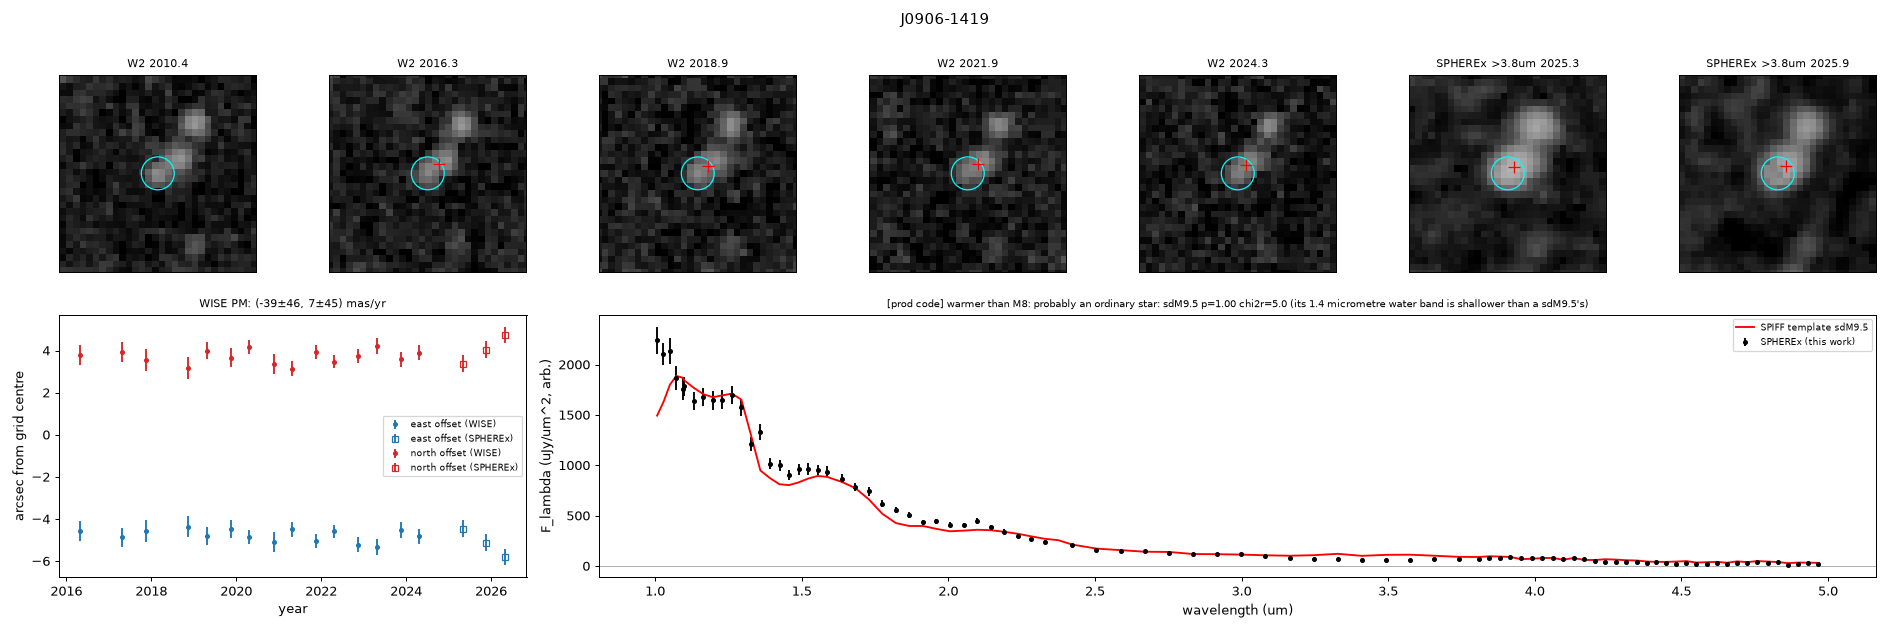 J0906-1419
W2 2010.4
W2 2016.3
W2 2018.9
W2 2021.9
W2 2024.3
SPHEREx >3.8um 2025.3
SPHEREx >3.8um 2025.9
WISE PM: (-39±46, 7±45) mas/yr
arcsec from grid centre
4
2
0
−2
−4
−6
east offset (WISE)
east offset (SPHEREx)
north offset (WISE)
north offset (SPHEREx)
2016
2018
2020
2022
2024
2026
year
[prod code] warmer than M8: probably an ordinary star: sdM9.5 p=1.00 chi2r=5.0 (its 1.4 micrometre water band is shallower than a sdM9.5's)
F_lambda (uJy/um^2, arb.)
2000
1500
1000
500
0
SPIFF template sdM9.5
SPHEREx (this work)
1.0
1.5
2.0
2.5
3.0
3.5
4.0
4.5
5.0
wavelength (um)